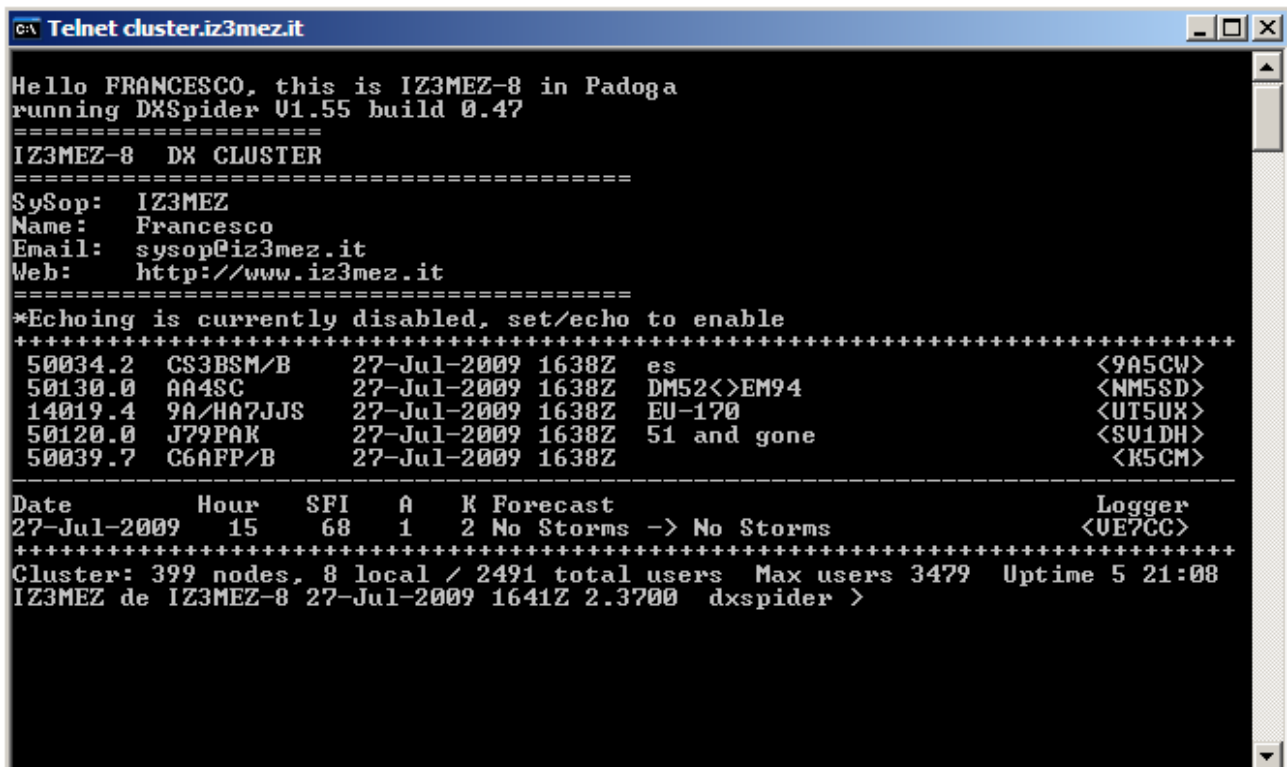 Telnet cluster.iz3mez.it
Hello FRANCESCO, this is IZ3MEZ-8 in Padoga
running DXSpider V1.55 build 0.47
=====================
IZ3MEZ-8  DX CLUSTER
=========================================
SySop:  IZ3MEZ
Name:   Francesco
Email:  sysop@iz3mez.it
Web:    http://www.iz3mez.it
=========================================
*Echoing is currently disabled, set/echo to enable
++++++++++++++++++++++++++++++++++++++++++++++++++++++++++++++++++++++++++++++++
 50034.2  CS3BSM/B    27-Jul-2009 1638Z  es                             <9A5CW>
 50130.0  AA4SC       27-Jul-2009 1638Z  DM52<>EM94                     <NM5SD>
 14019.4  9A/HA7JJS   27-Jul-2009 1638Z  EU-170                         <UT5UX>
 50120.0  J79PAK      27-Jul-2009 1638Z  51 and gone                    <SV1DH>
 50039.7  C6AFP/B     27-Jul-2009 1638Z                                  <K5CM>
--------------------------------------------------------------------------------
Date        Hour   SFI   A   K Forecast                               Logger
27-Jul-2009   15    68   1   2 No Storms -> No Storms                <VE7CC>
++++++++++++++++++++++++++++++++++++++++++++++++++++++++++++++++++++++++++++++++
Cluster: 399 nodes, 8 local / 2491 total users  Max users 3479  Uptime 5 21:08
IZ3MEZ de IZ3MEZ-8 27-Jul-2009 1641Z 2.3700  dxspider >